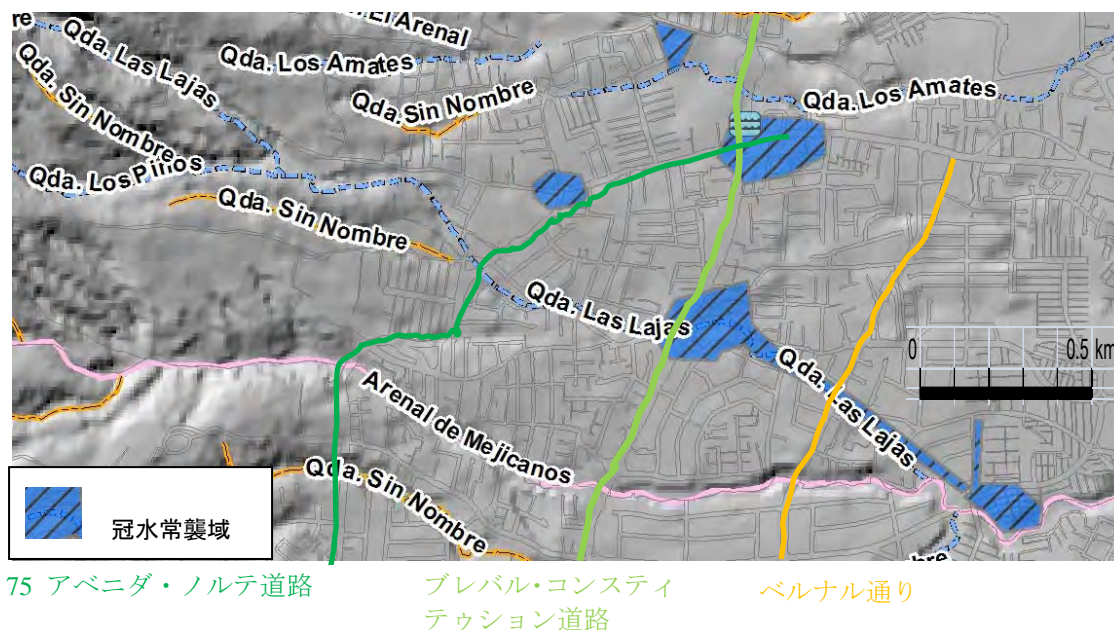 re
El Arenal
Qda. Las Lajas
Qda. Los Amates
Qda. Sin Nombre
Qda. Sin Nombre
Qda. Los Amates
Qda. Los Pinos
Qda. Sin Nombre
Qda. Las Lajas
0 0.5 km
Qda. Las Lajas
Arenal de Mejicanos
Qda. Sin Nombre
冠水常襲域
bre
75 アベニダ・ノルテ道路
ブレバル・コンスティ
テゥション道路
ベルナル通り